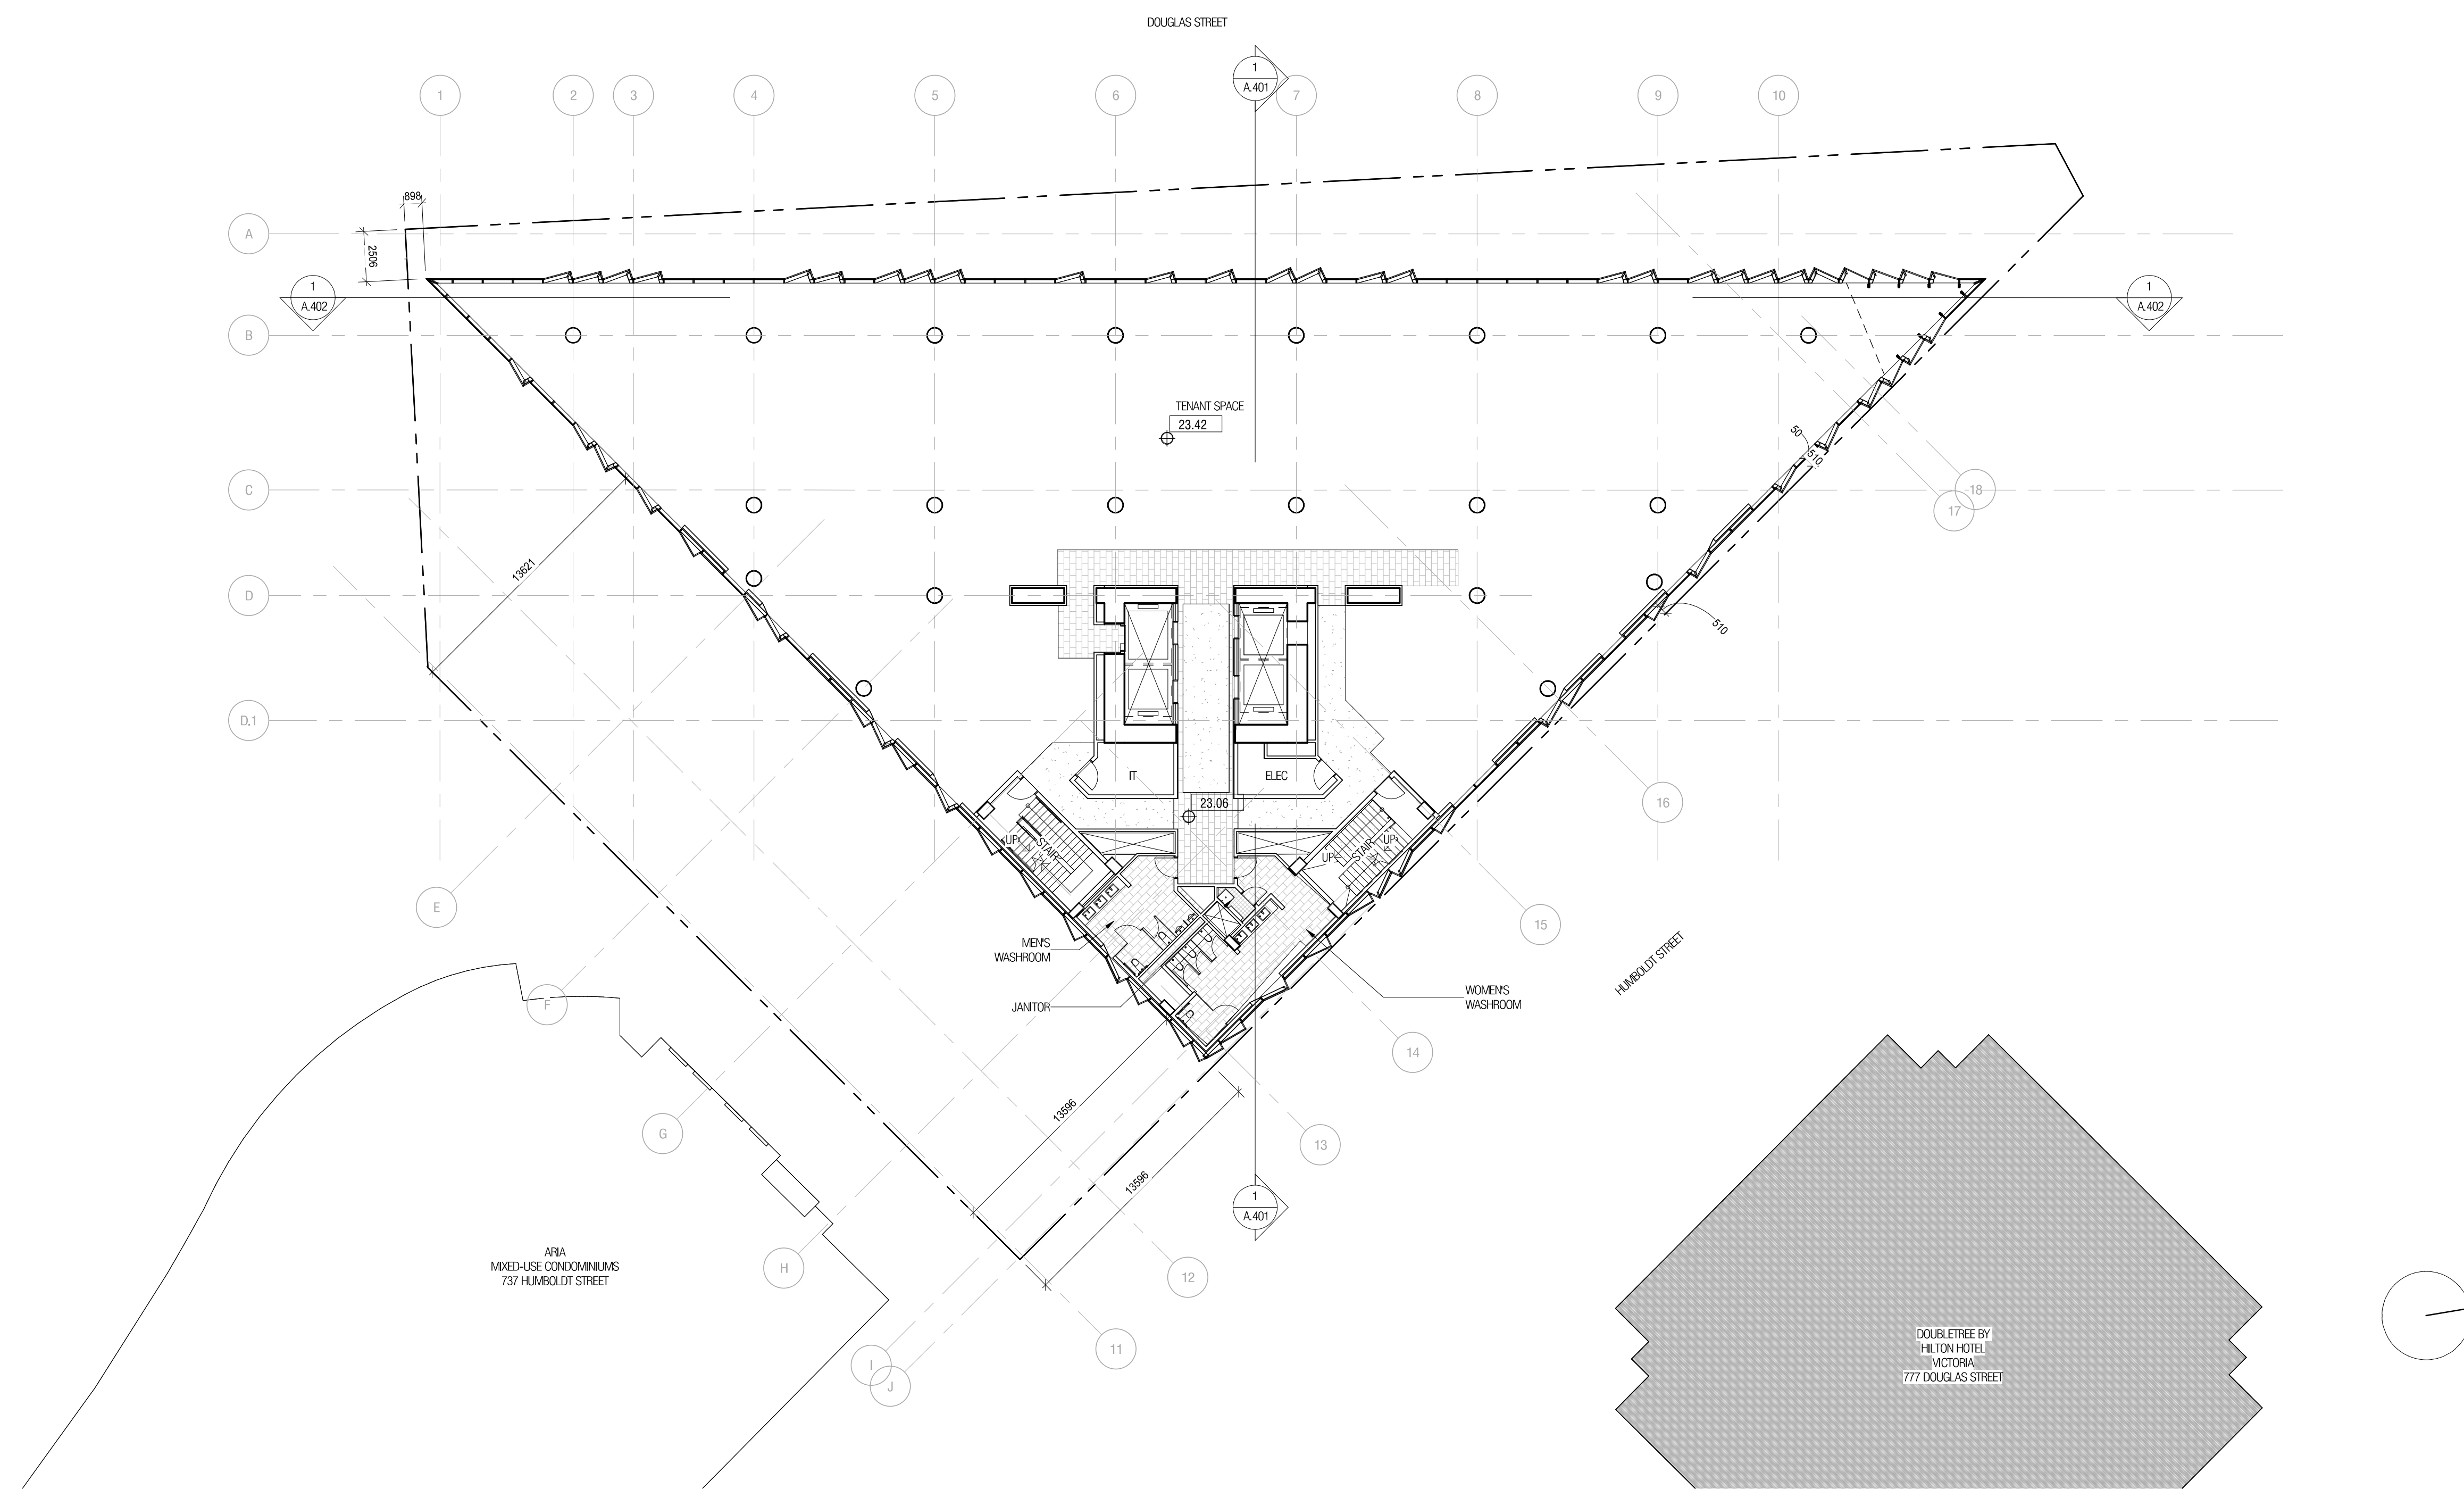 DOUGLAS STREET
1
A.401
1
2
3
4
5
6
7
8
9
10
898
A
2506
1
A.402
1
A.402
B
TENANT SPACE
23.42
50
510
C
18
17
13621
D
510
D.1
IT
ELEC
23.06
16
UP
STAIR
UP
STAIR
UP
E
15
MEN'S
WASHROOM
HUMBOLDT STREET
WOMEN'S
WASHROOM
JANITOR
F
14
13596
G
13
13596
1
A.401
ARIA
MIXED-USE CONDOMINIUMS
737 HUMBOLDT STREET
H
12
11
I
J
DOUBLETREE BY
HILTON HOTEL
VICTORIA
777 DOUGLAS STREET